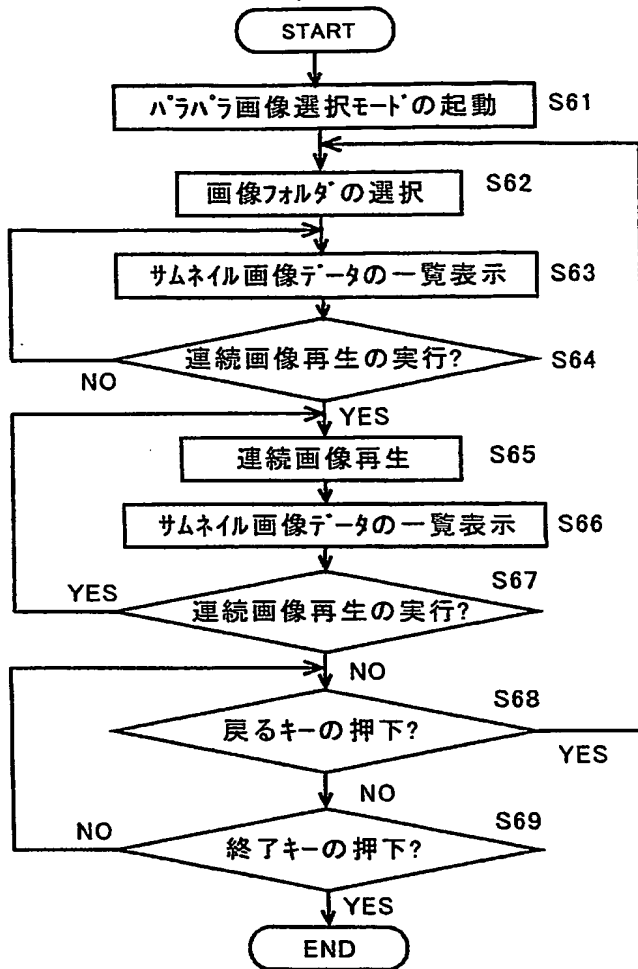 START
パラパラ画像選択モードの起動 S61
画像フォルダの選択 S62
サムネイル画像データの一覧表示 S63
連続画像再生の実行? S64
NO
YES
連続画像再生 S65
サムネイル画像データの一覧表示 S66
S67
YES
連続画像再生の実行?
NO
S68
戻るキーの押下?
YES
NO
NO
S69
終了キーの押下?
YES
END